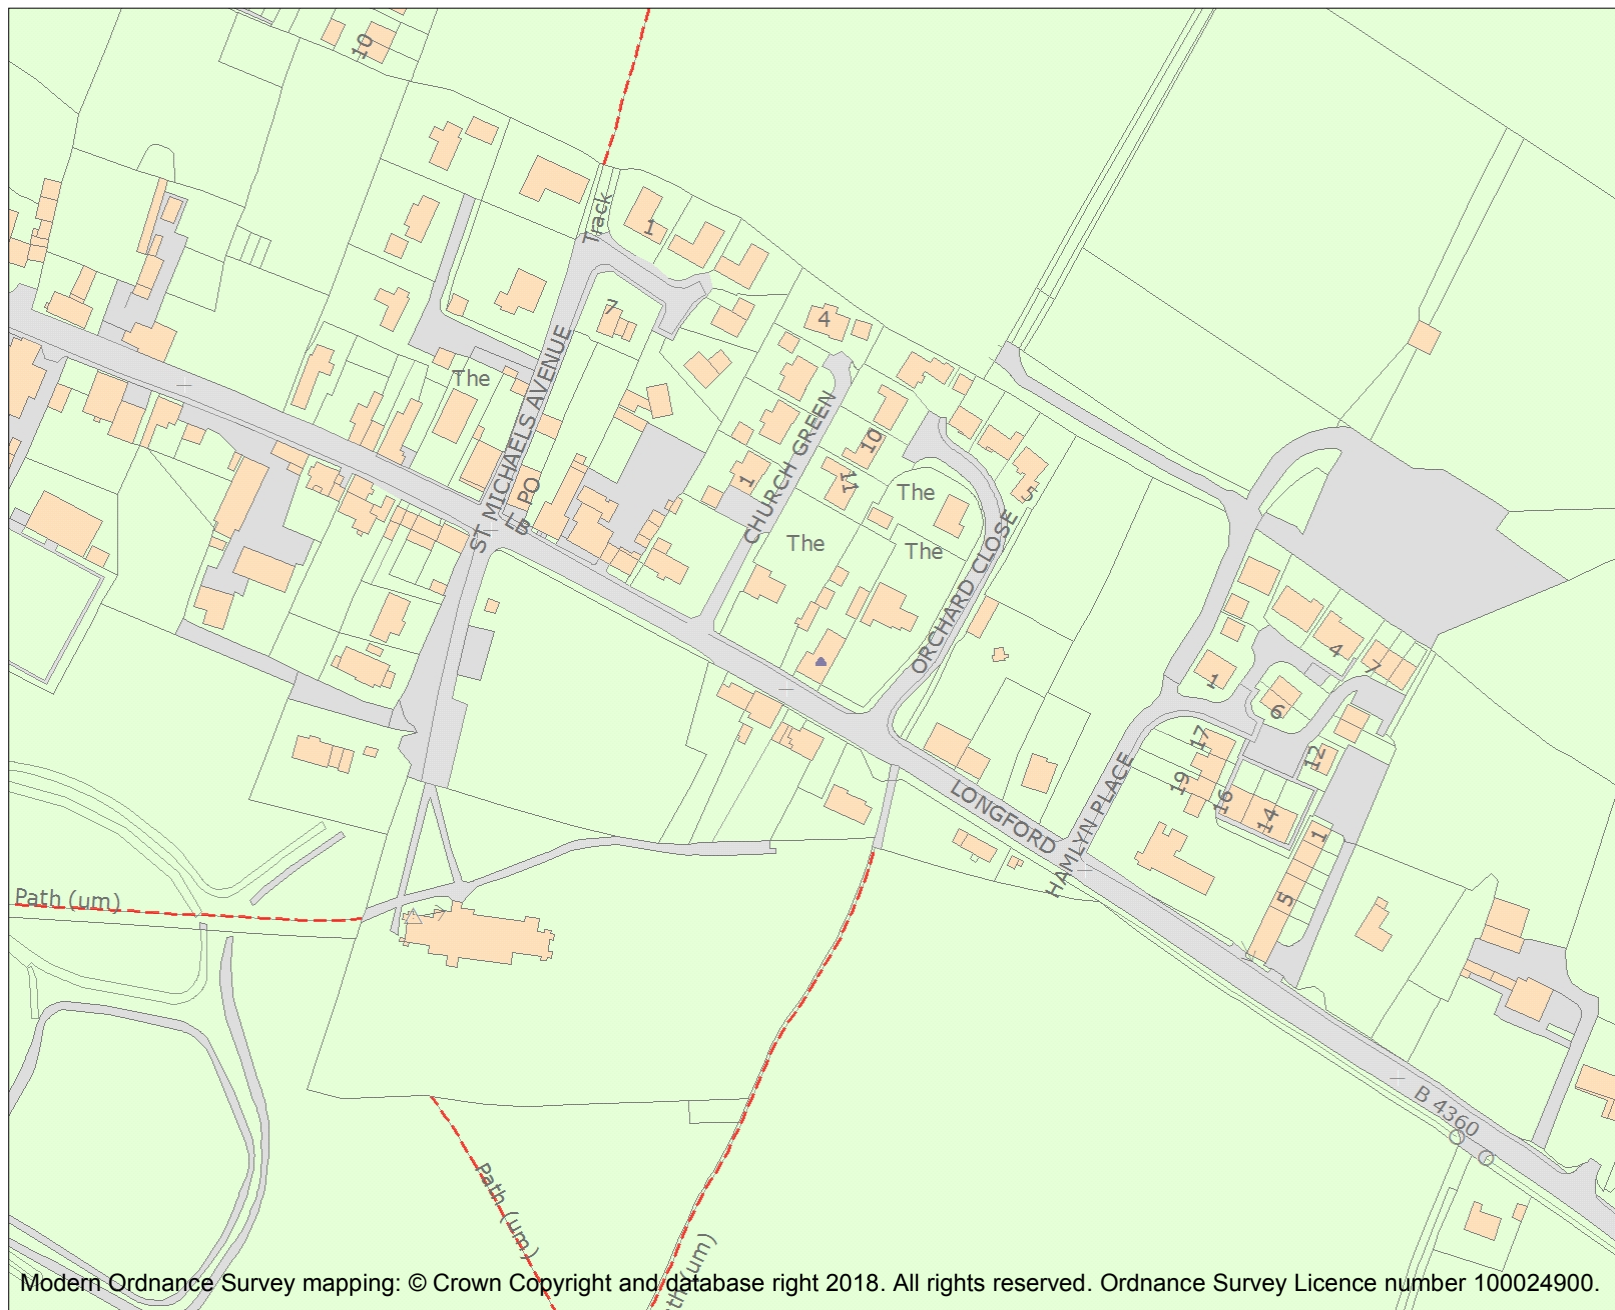 10
Track
1
7
4
The
ST MICHAELS AVENUE
PO
LB
CHURCH GREEN
1
10
11
The
The
The
5
ORCHARD CLOSE
4
7
1
6
17
19
12
16
14
1
5
LONGFORD
HAMLYN PLACE
Path (um)
B 4360
Path (um)
ath (um)
Modern Ordnance Survey mapping: © Crown Copyright and database right 2018. All rights reserved. Ordnance Survey Licence number 100024900.